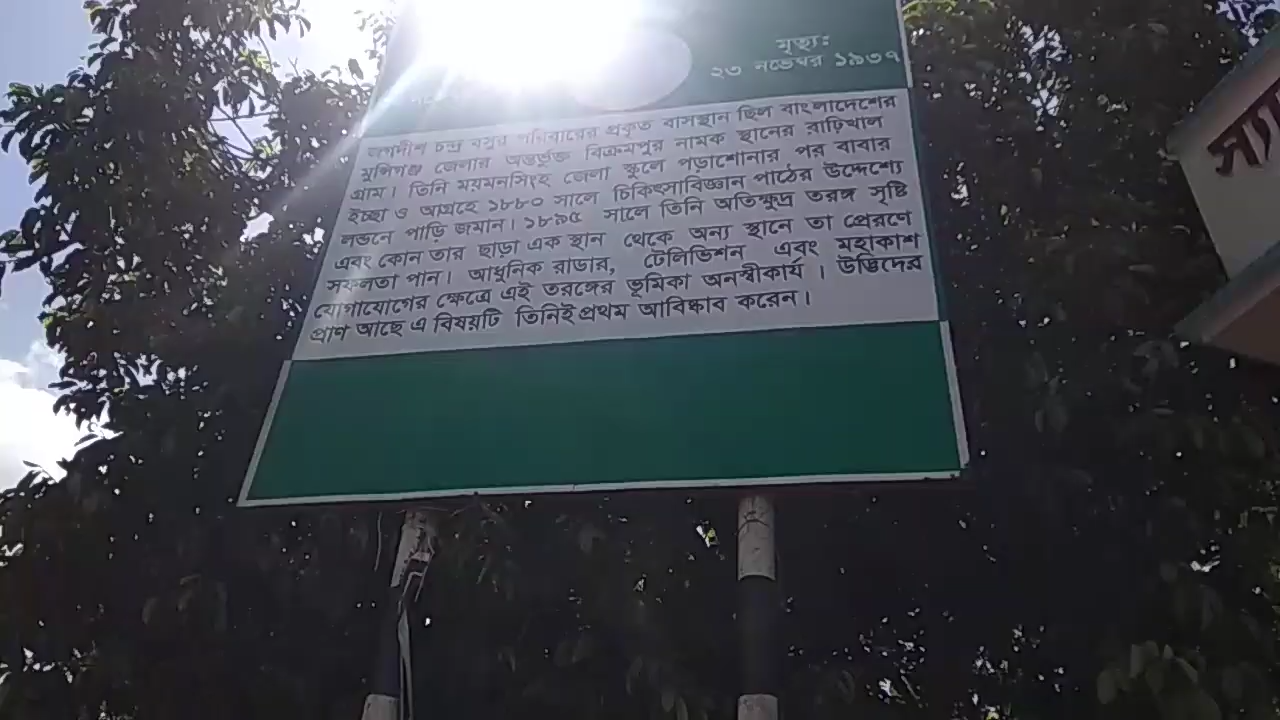 মৃত্যুঃ
২৩ নভেম্বর ১৯৩৭
জগদীশ চন্দ্র বসুর পরিবারের প্রকৃত বাসস্থান ছিল বাংলাদেশের
মুন্সিগঞ্জ জেলার অন্তর্ভুক্ত বিক্রমপুর নামক স্থানের রাঢ়িখাল
গ্রাম। তিনি ময়মনসিংহ জেলা স্কুলে পড়াশোনার পর বাবার
ইচ্ছা ও আগ্রহে ১৮৮০ সালে চিকিৎসাবিজ্ঞান পাঠের উদ্দেশ্যে
লন্ডনে পাড়ি জমান। ১৮৯৫ সালে তিনি অতিক্ষুদ্র তরঙ্গ সৃষ্টি
এবং কোন তার ছাড়া এক স্থান থেকে অন্য স্থানে তা প্রেরণে
সফলতা পান। আধুনিক রাডার, টেলিভিশন এবং মহাকাশ
যোগাযোগের ক্ষেত্রে এই তরঙ্গের ভূমিকা অনস্বীকার্য । উদ্ভিদের
প্রাণ আছে এ বিষয়টি তিনিই প্রথম আবিষ্কাব করেন।